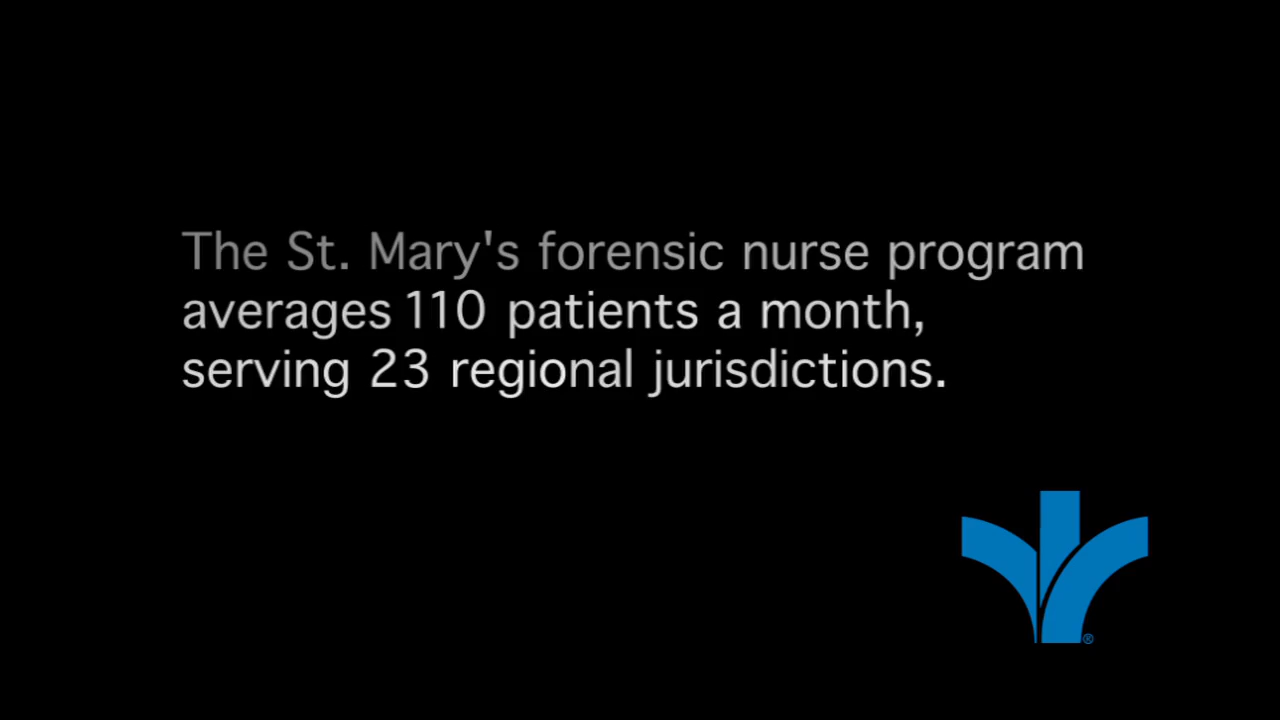 The St. Mary's forensic nurse program
averages 110 patients a month,
serving 23 regional jurisdictions.
®